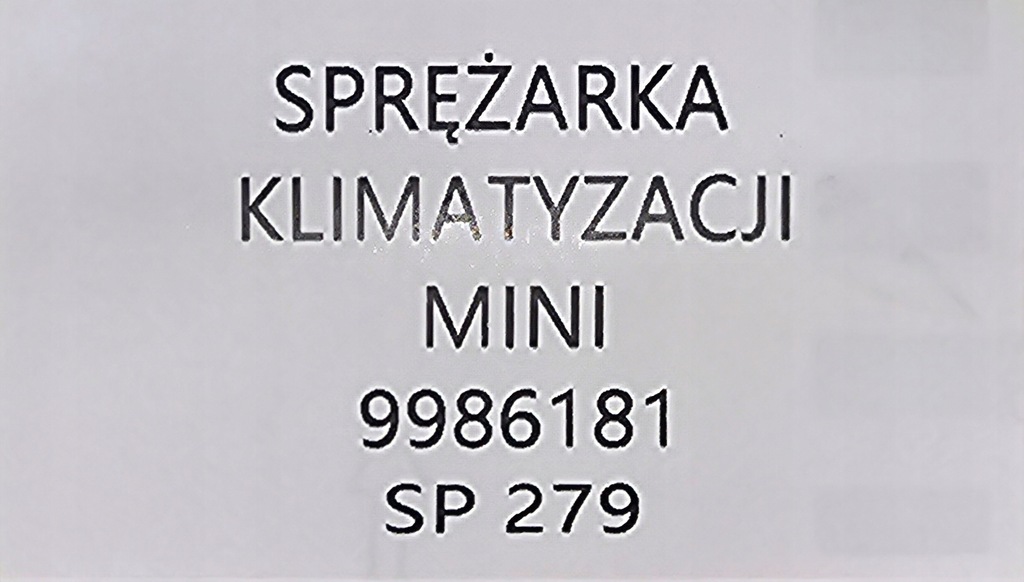 SPRĘŻARKA
KLIMATYZACJI
MINI
9986181
SP 279